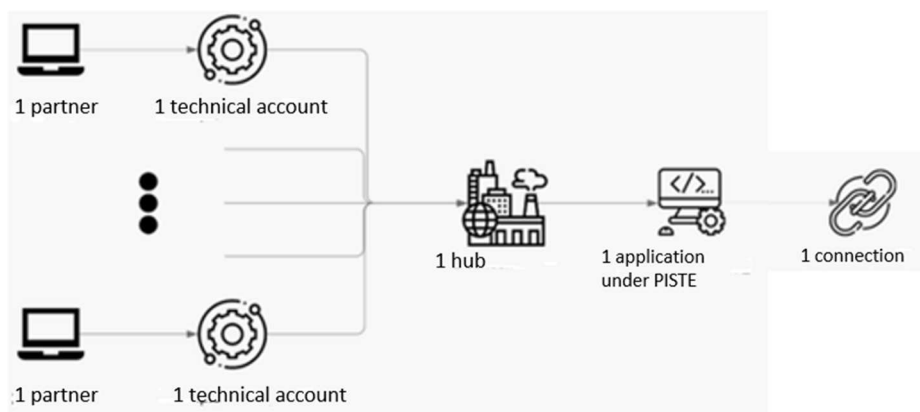 1 partner
1 technical account
</>...
1 hub
1 application
under PISTE
1 connection
1 partner
1 technical account